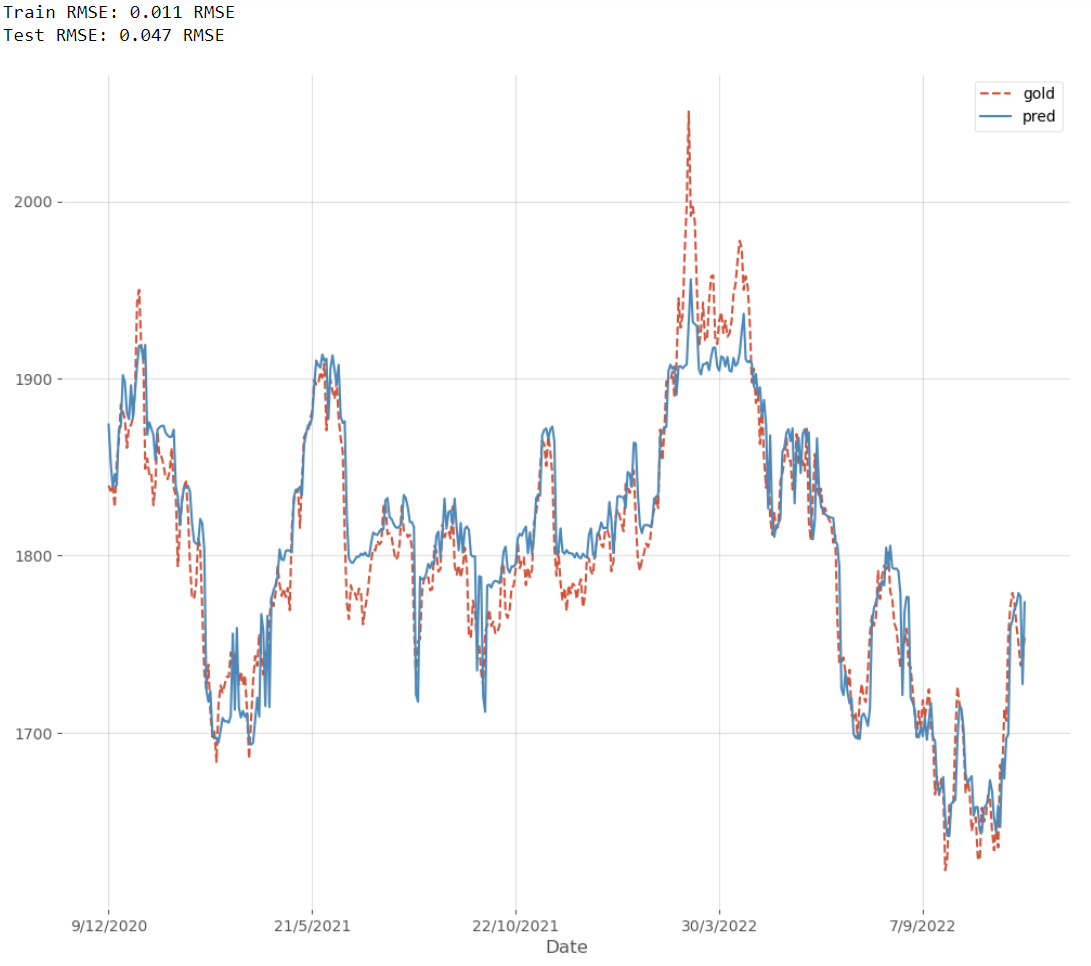 Train RMSE: 0.011 RMSE
Test RMSE: 0.047 RMSE
gold
pred
2000
1900
1800
1700
9/12/2020 21/5/2021 22/10/2021 30/3/2022 7/9/2022
Date